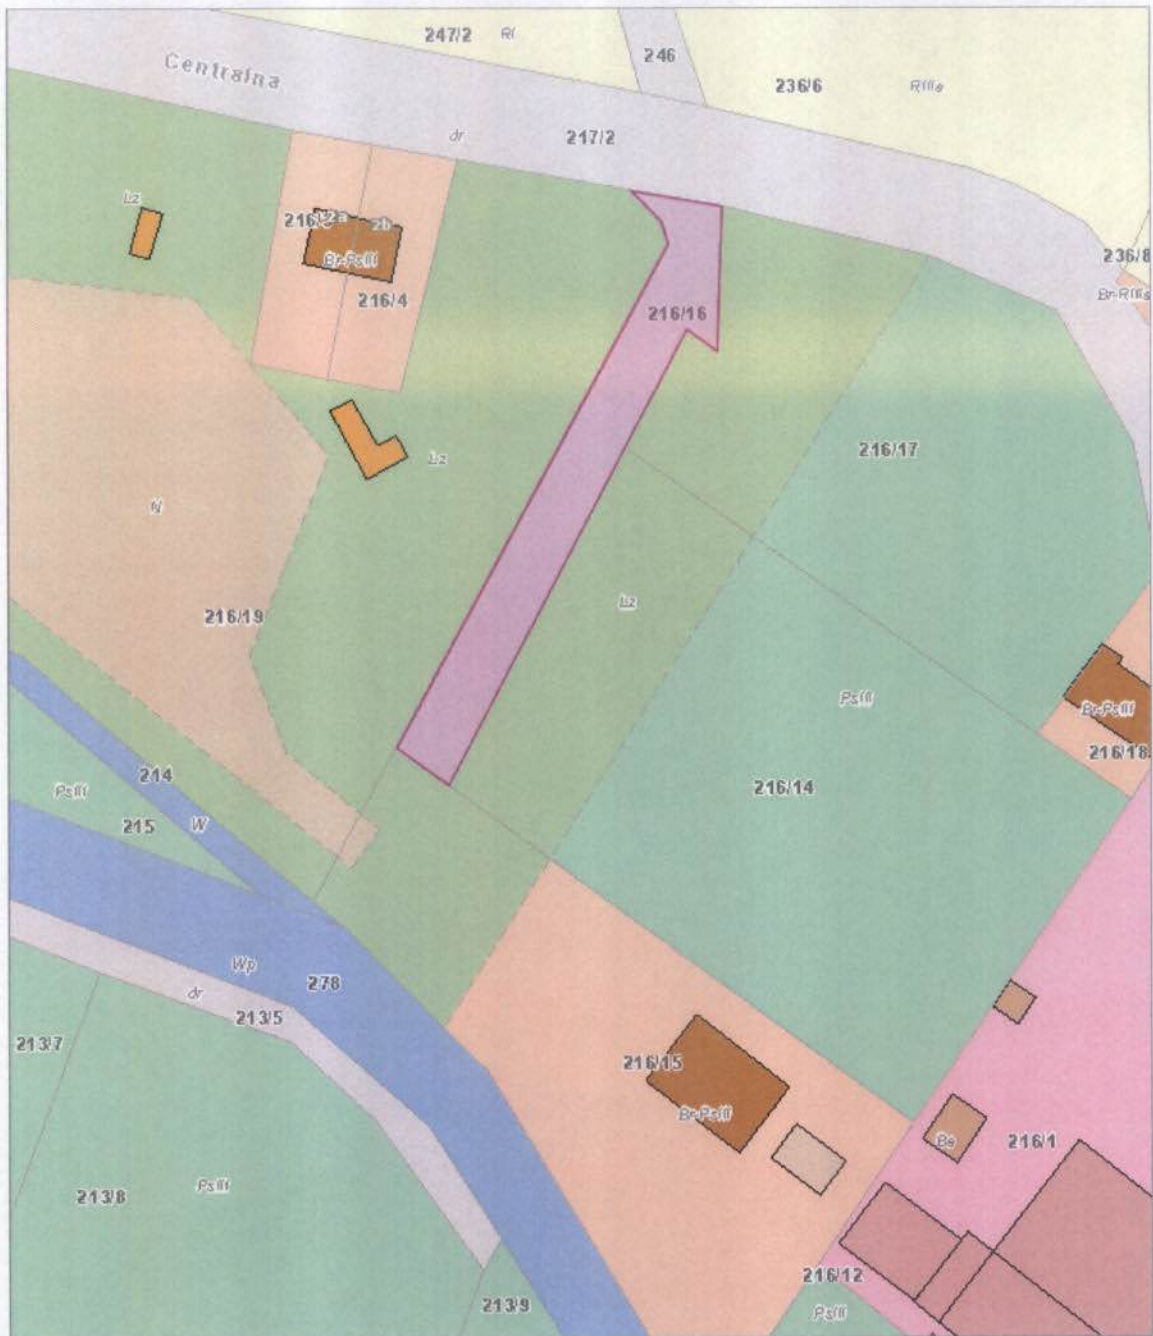 247/2 Rf
246
Centralna
236/6 RIIIa
dr
217/2
Lz
2a 2b
Br-PsIII
236/8
Br-RIIIa
216/4
216/16
216/17
Lz
N
Lz
216/19
PsIII
Br-PsIII
216/18
214
PsIII
216/14
215
W
Wp
278
dr
213/5
213/7
216/15
Br-PsIII
Ba
216/1
PsIII
213/8
216/12
213/9
PsIII